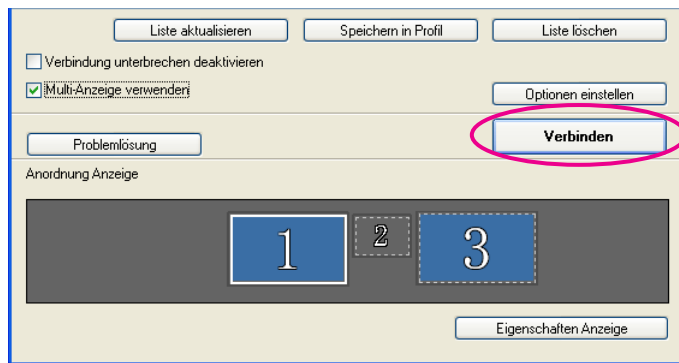 Liste aktualisieren Speichern in Profil Liste löschen
Verbindung unterbrechen deaktivieren
Multi-Anzeige verwenden
Optionen einstellen
Verbinden
Problemlösung
Anordnung Anzeige
1 2 3
Eigenschaften Anzeige